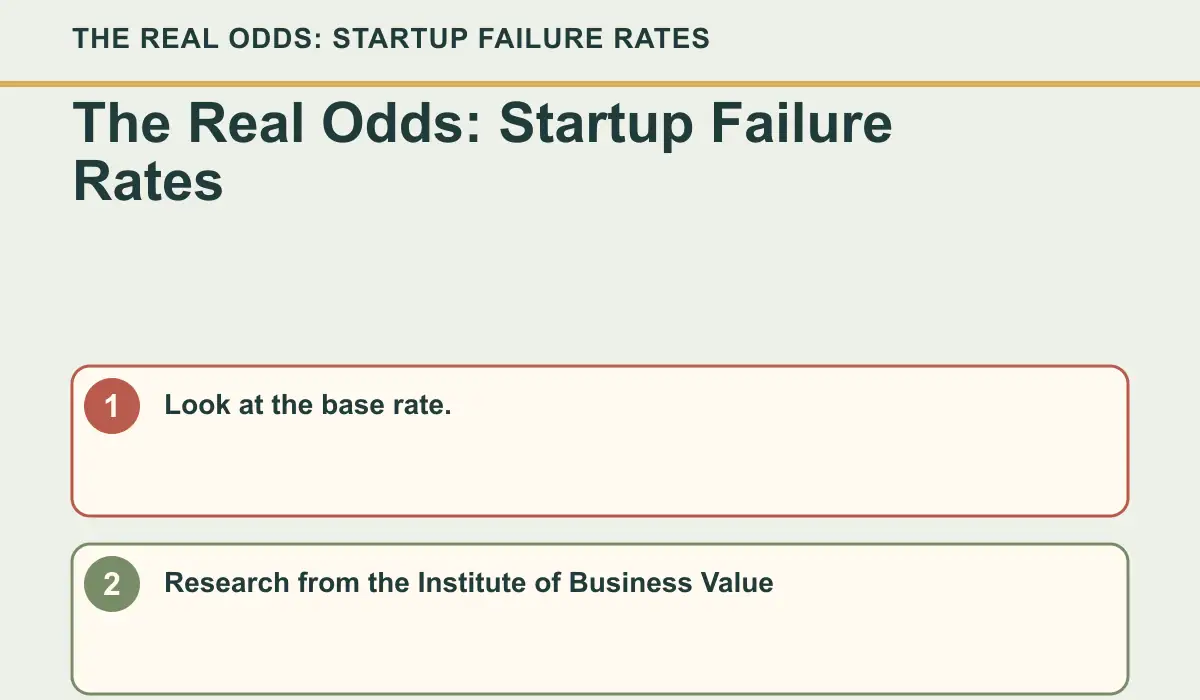 THE REAL ODDS: STARTUP FAILURE RATES
The Real Odds: Startup Failure
Rates
1 Look at the base rate.
2 Research from the Institute of Business Value